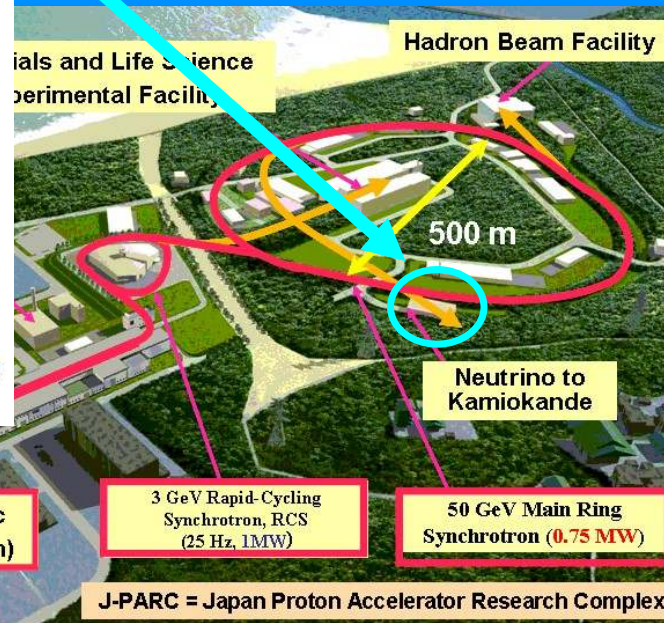 ials and Life Science
perimental Facility
Hadron Beam Facility
500 m
Neutrino to
Kamiokande
3 GeV Rapid-Cycling
Synchrotron, RCS
(25 Hz, 1MW)
50 GeV Main Ring
Synchrotron (0.75 MW)
J-PARC = Japan Proton Accelerator Research Complex